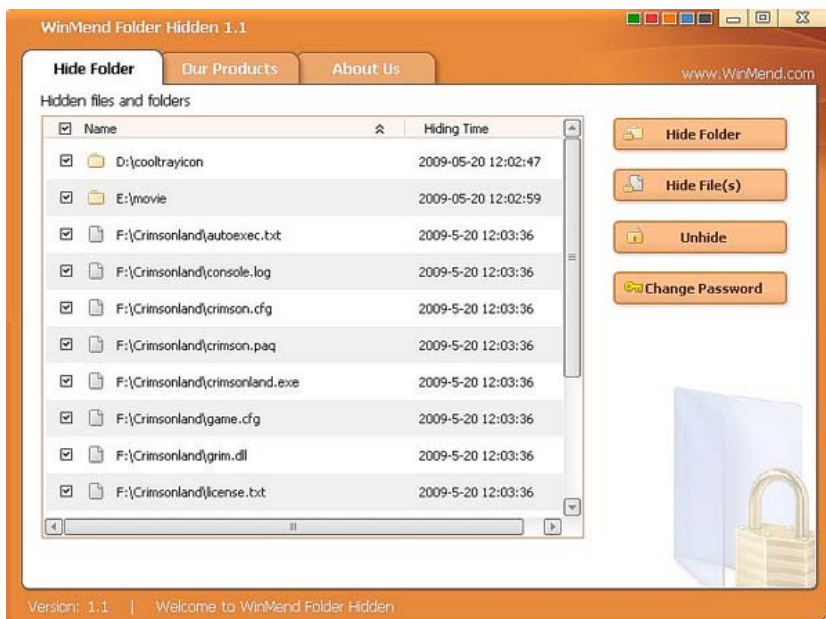 WinMend Folder Hidden 1.1
Hide Folder Our Products About Us
www.WinMend.com
Hidden files and folders
Name Hiding Time
D:\cooltrayicon 2009-05-20 12:02:47
E:\movie 2009-05-20 12:02:59
F:\Crimsonland\autoexec.txt 2009-5-20 12:03:36
F:\Crimsonland\console.log 2009-5-20 12:03:36
F:\Crimsonland\crimson.cfg 2009-5-20 12:03:36
F:\Crimsonland\crimson.paq 2009-5-20 12:03:36
F:\Crimsonland\crimsonland.exe 2009-5-20 12:03:36
F:\Crimsonland\game.cfg 2009-5-20 12:03:36
F:\Crimsonland\grim.dll 2009-5-20 12:03:36
F:\Crimsonland\license.txt 2009-5-20 12:03:36
Hide Folder
Hide File(s)
Unhide
Change Password
Version: 1.1 | Welcome to WinMend Folder Hidden